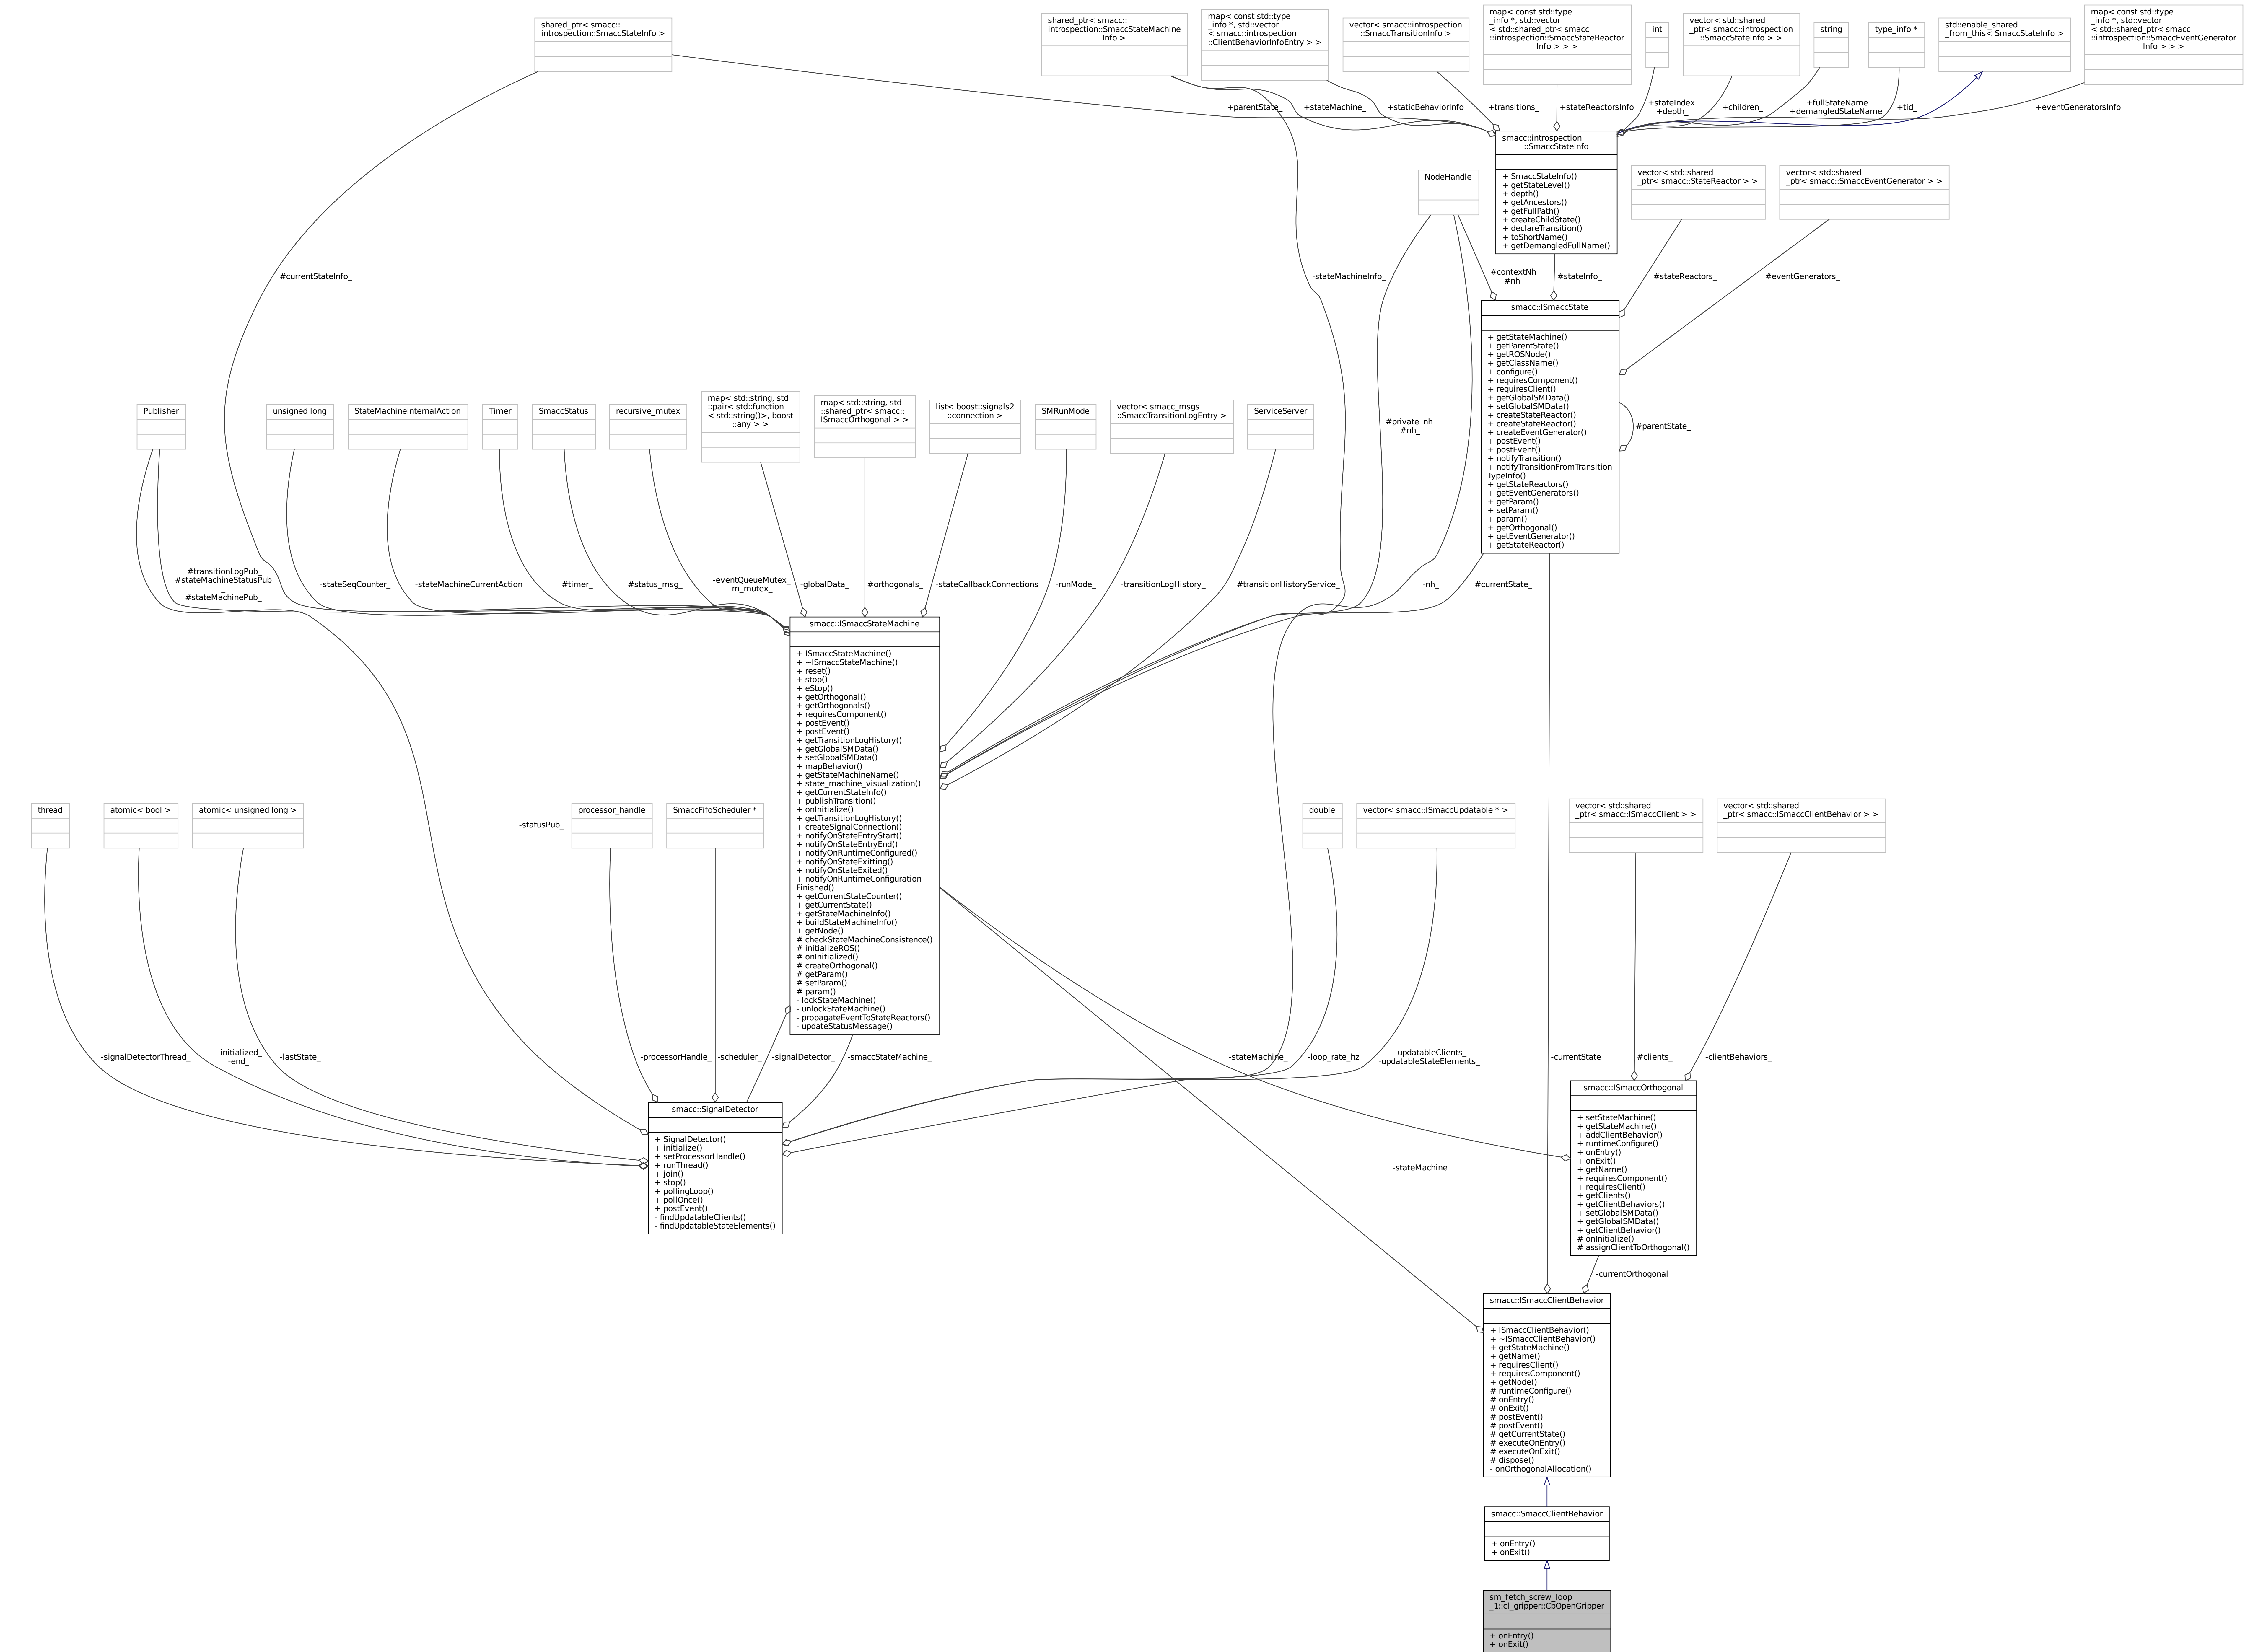 shared_ptr< smacc::
introspection::SmaccStateInfo >
shared_ptr< smacc::
introspection::SmaccStateMachine
Info >
map< const std::type
_info *, std::vector
< smacc::introspection
::ClientBehaviorInfoEntry > >
vector< smacc::introspection
::SmaccTransitionInfo >
map< const std::type
_info *, std::vector
< std::shared_ptr< smacc
::introspection::SmaccStateReactor
Info > > >
int
vector< std::shared
_ptr< smacc::introspection
::SmaccStateInfo > >
string
type_info *
std::enable_shared
_from_this< SmaccStateInfo >
map< const std::type
_info *, std::vector
< std::shared_ptr< smacc
::introspection::SmaccEventGenerator
Info > > >
+parentState_
+stateMachine_
+staticBehaviorInfo
+transitions_
+stateReactorsInfo
+stateIndex_
+depth_
+children_
+fullStateName
+demangledStateName
+tid_
+eventGeneratorsInfo
smacc::introspection
::SmaccStateInfo
+ SmaccStateInfo()
+ getStateLevel()
+ depth()
+ getAncestors()
+ getFullPath()
+ createChildState()
+ declareTransition()
+ toShortName()
+ getDemangledFullName()
NodeHandle
vector< std::shared
_ptr< smacc::StateReactor > >
vector< std::shared
_ptr< smacc::SmaccEventGenerator > >
#currentStateInfo_
-stateMachineInfo_
#contextNh
#nh
#stateInfo_
#stateReactors_
#eventGenerators_
smacc::ISmaccState
+ getStateMachine()
+ getParentState()
+ getROSNode()
+ getClassName()
+ configure()
+ requiresComponent()
+ requiresClient()
+ getGlobalSMData()
+ setGlobalSMData()
+ createStateReactor()
+ createStateReactor()
+ createEventGenerator()
+ postEvent()
+ postEvent()
+ notifyTransition()
+ notifyTransitionFromTransition
TypeInfo()
+ getStateReactors()
+ getEventGenerators()
+ getParam()
+ setParam()
+ param()
+ getOrthogonal()
+ getEventGenerator()
+ getStateReactor()
#parentState_
Publisher
unsigned long
StateMachineInternalAction
Timer
SmaccStatus
recursive_mutex
map< std::string, std
::pair< std::function
< std::string()>, boost
::any > >
map< std::string, std
::shared_ptr< smacc::
ISmaccOrthogonal > >
list< boost::signals2
::connection >
SMRunMode
vector< smacc_msgs
::SmaccTransitionLogEntry >
ServiceServer
#private_nh_
#nh_
#transitionLogPub_
#stateMachineStatusPub
_
#stateMachinePub_
-stateSeqCounter_
-stateMachineCurrentAction
#timer_
#status_msg_
-eventQueueMutex_
-m_mutex_
-globalData_
#orthogonals_
-stateCallbackConnections
-runMode_
-transitionLogHistory_
#transitionHistoryService_
-nh_
#currentState_
smacc::ISmaccStateMachine
+ ISmaccStateMachine()
+ ~ISmaccStateMachine()
+ reset()
+ stop()
+ eStop()
+ getOrthogonal()
+ getOrthogonals()
+ requiresComponent()
+ postEvent()
+ postEvent()
+ getTransitionLogHistory()
+ getGlobalSMData()
+ setGlobalSMData()
+ mapBehavior()
+ getStateMachineName()
+ state_machine_visualization()
+ getCurrentStateInfo()
+ publishTransition()
+ onInitialize()
+ getTransitionLogHistory()
+ createSignalConnection()
+ notifyOnStateEntryStart()
+ notifyOnStateEntryEnd()
+ notifyOnRuntimeConfigured()
+ notifyOnStateExitting()
+ notifyOnStateExited()
+ notifyOnRuntimeConfiguration
Finished()
+ getCurrentStateCounter()
+ getCurrentState()
+ getStateMachineInfo()
+ buildStateMachineInfo()
+ getNode()
# checkStateMachineConsistence()
# initializeROS()
# onInitialized()
# createOrthogonal()
# getParam()
# setParam()
# param()
- lockStateMachine()
- unlockStateMachine()
- propagateEventToStateReactors()
- updateStatusMessage()
thread
atomic< bool >
atomic< unsigned long >
-statusPub_
processor_handle
SmaccFifoScheduler *
double
vector< smacc::ISmaccUpdatable * >
vector< std::shared
_ptr< smacc::ISmaccClient > >
vector< std::shared
_ptr< smacc::ISmaccClientBehavior > >
-signalDetectorThread_
-initialized_
-end_
-lastState_
-processorHandle_
-scheduler_
-signalDetector_
-smaccStateMachine_
-stateMachine_
-loop_rate_hz
-updatableClients_
-updatableStateElements_
-currentState
#clients_
-clientBehaviors_
smacc::SignalDetector
+ SignalDetector()
+ initialize()
+ setProcessorHandle()
+ runThread()
+ join()
+ stop()
+ pollingLoop()
+ pollOnce()
+ postEvent()
- findUpdatableClients()
- findUpdatableStateElements()
smacc::ISmaccOrthogonal
+ setStateMachine()
+ getStateMachine()
+ addClientBehavior()
+ runtimeConfigure()
+ onEntry()
+ onExit()
+ getName()
+ requiresComponent()
+ requiresClient()
+ getClients()
+ getClientBehaviors()
+ setGlobalSMData()
+ getGlobalSMData()
+ getClientBehavior()
# onInitialize()
# assignClientToOrthogonal()
-stateMachine_
-currentOrthogonal
smacc::ISmaccClientBehavior
+ ISmaccClientBehavior()
+ ~ISmaccClientBehavior()
+ getStateMachine()
+ getName()
+ requiresClient()
+ requiresComponent()
+ getNode()
# runtimeConfigure()
# onEntry()
# onExit()
# postEvent()
# postEvent()
# getCurrentState()
# executeOnEntry()
# executeOnExit()
# dispose()
- onOrthogonalAllocation()
smacc::SmaccClientBehavior
+ onEntry()
+ onExit()
sm_fetch_screw_loop
_1::cl_gripper::CbOpenGripper
+ onEntry()
+ onExit()